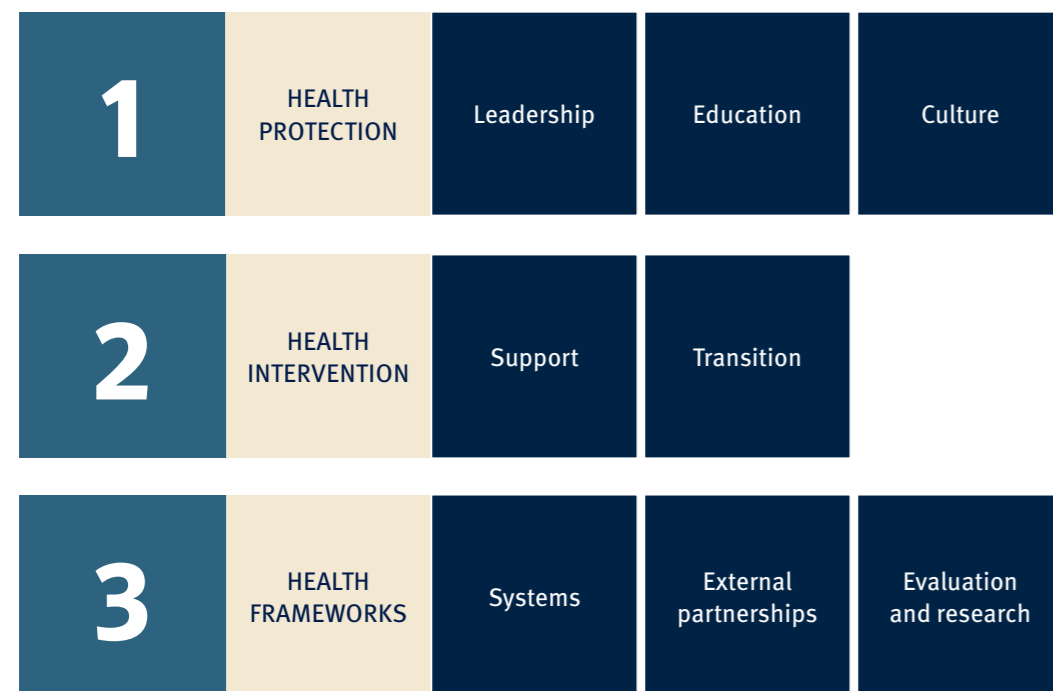 1
HEALTH
PROTECTION
Leadership
Education
Culture
2
HEALTH
INTERVENTION
Support
Transition
3
HEALTH
FRAMEWORKS
Systems
External
partnerships
Evaluation
and research